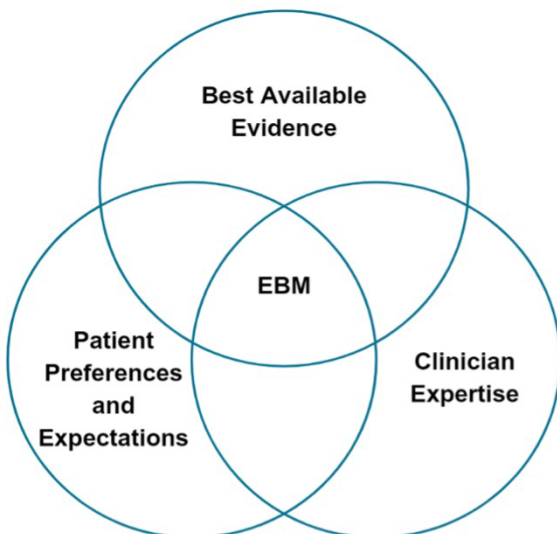 Best Available
Evidence
EBM
Patient
Preferences
and
Expectations
Clinician
Expertise